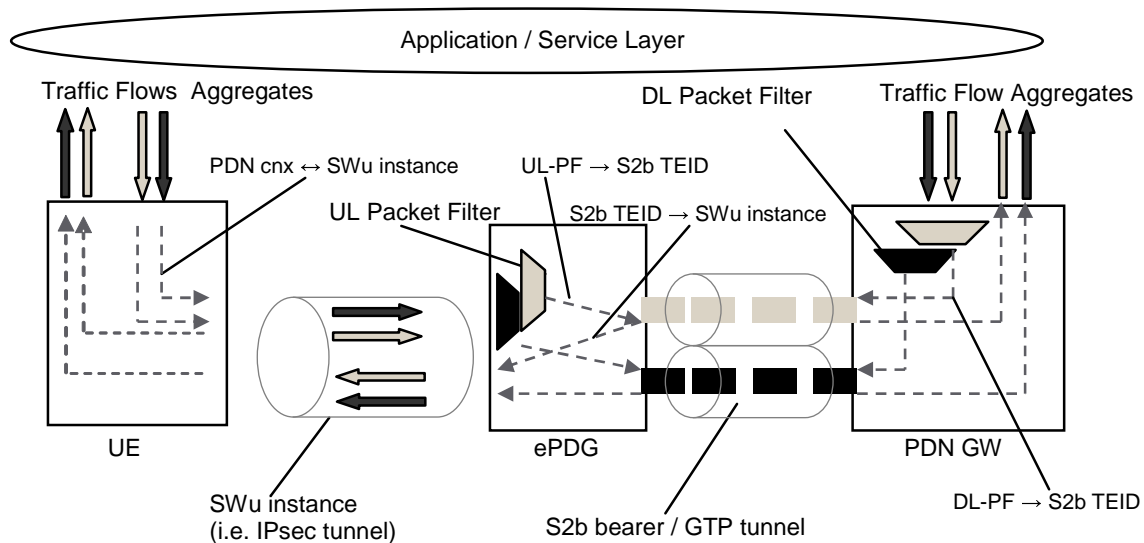 Application / Service Layer
Traffic Flows Aggregates
DL Packet Filter
Traffic Flow Aggregates
PDN cnx ↔ SWu instance
UL-PF → S2b TEID
UL Packet Filter
S2b TEID → SWu instance
UE
ePDG
PDN GW
SWu instance
(i.e. IPsec tunnel)
S2b bearer / GTP tunnel
DL-PF → S2b TEID